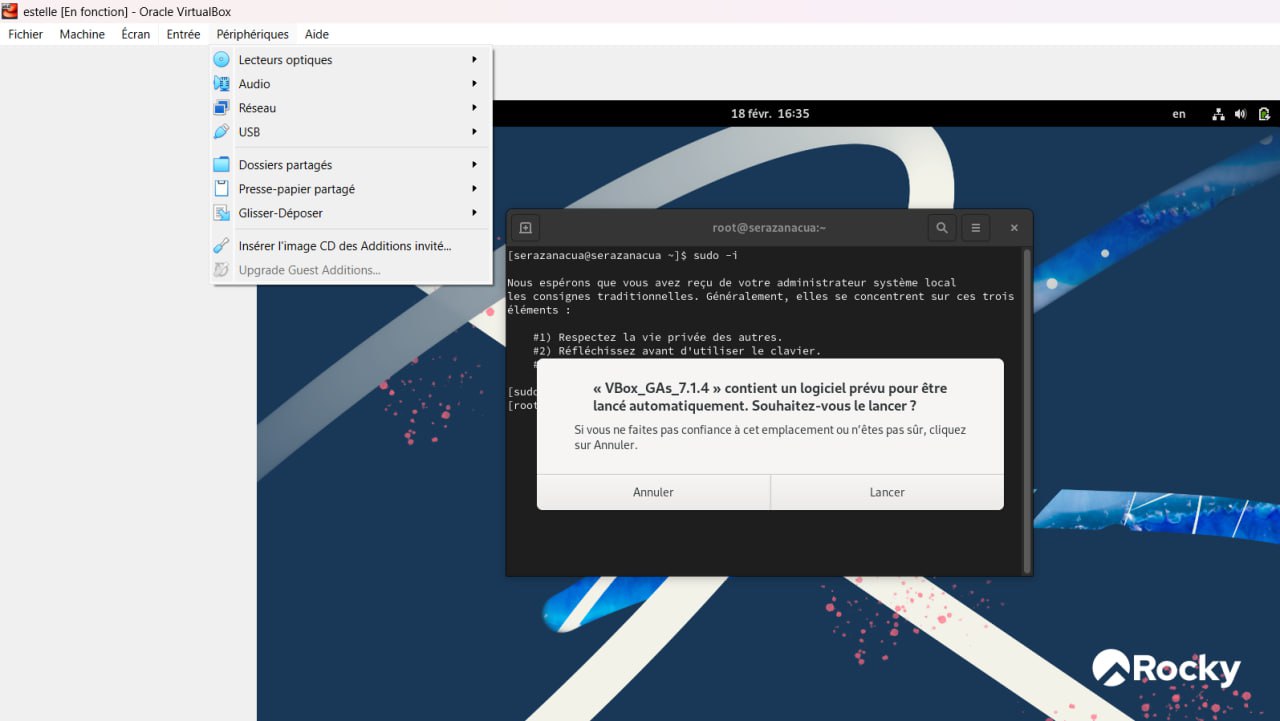 estelle [En fonction] - Oracle VirtualBox
Fichier Machine Écran Entrée Périphériques Aide
Lecteurs optiques
Audio
Réseau
USB
Dossiers partagés
Presse-papier partagé
Glisser-Déposer
Insérer l'image CD des Additions invité...
Upgrade Guest Additions...
18 févr. 16:35
en
root@serazanacua:~
[serazanacua@serazanacua ~]$ sudo -i
Nous espérons que vous avez reçu de votre administrateur système local
les consignes traditionnelles. Généralement, elles se concentrent sur ces trois
éléments :
#1) Respectez la vie privée des autres.
#2) Réfléchissez avant d'utiliser le clavier.
#
[sudo
[root
« VBox_GAs_7.1.4 » contient un logiciel prévu pour être
lancé automatiquement. Souhaitez-vous le lancer ?
Si vous ne faites pas confiance à cet emplacement ou n’êtes pas sûr, cliquez
sur Annuler.
Annuler Lancer
Rocky